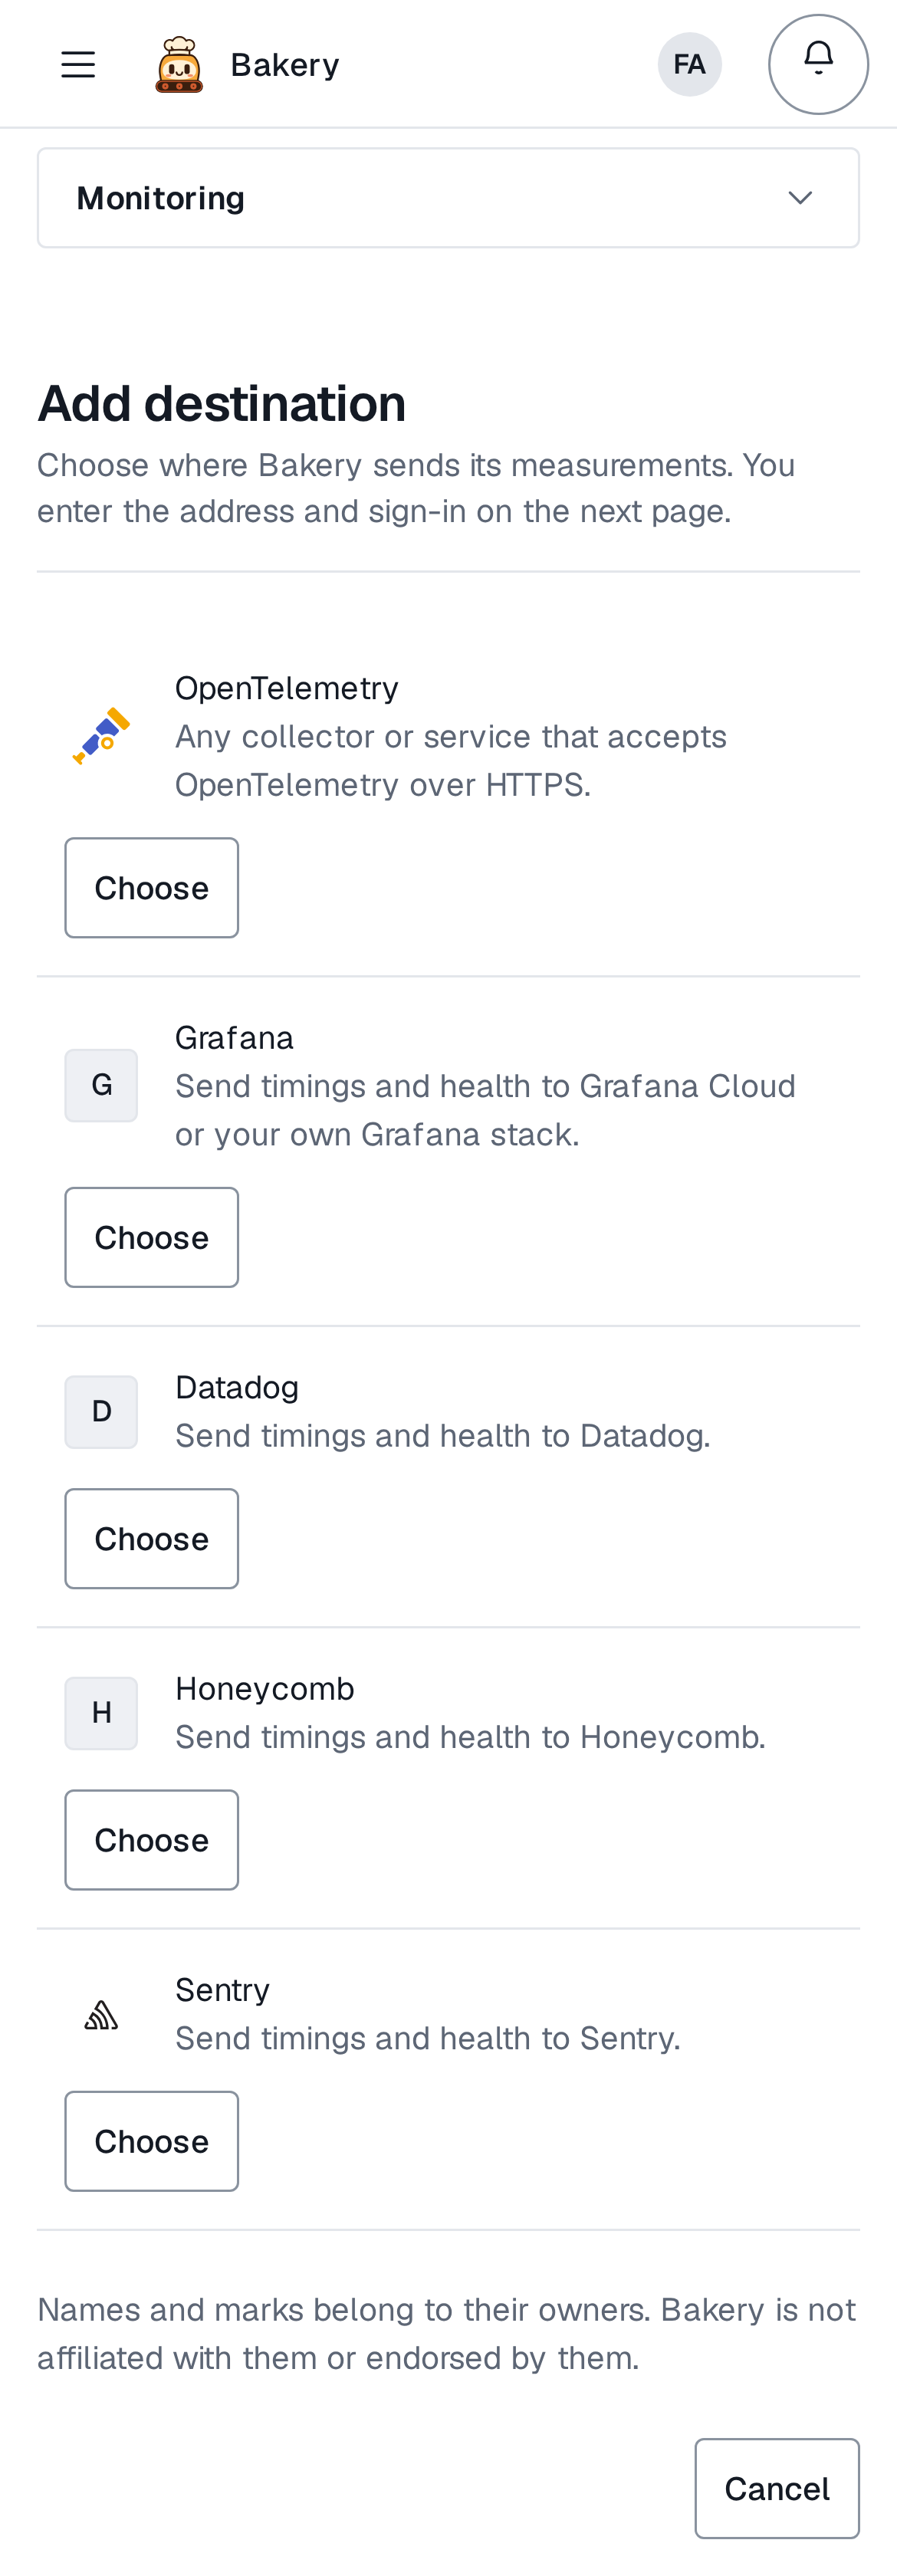 Bakery
FA
Monitoring
Add destination
Choose where Bakery sends its measurements. You
enter the address and sign-in on the next page.
OpenTelemetry
Any collector or service that accepts
OpenTelemetry over HTTPS.
Choose
G
Grafana
Send timings and health to Grafana Cloud
or your own Grafana stack.
Choose
D
Datadog
Send timings and health to Datadog.
Choose
H
Honeycomb
Send timings and health to Honeycomb.
Choose
Sentry
Send timings and health to Sentry.
Choose
Names and marks belong to their owners. Bakery is not
affiliated with them or endorsed by them.
Cancel